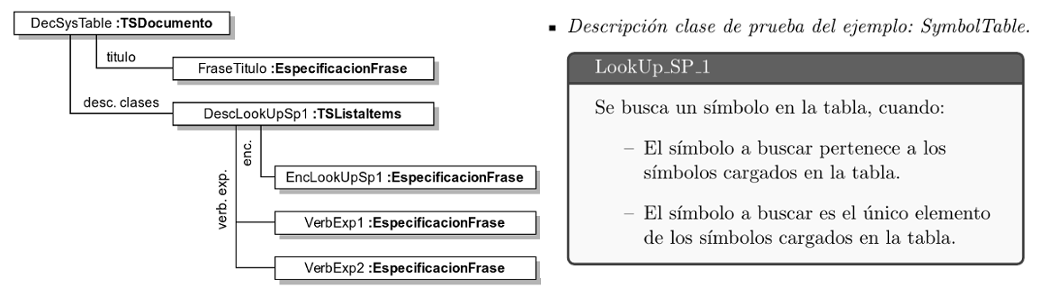 DecSysTable :TSDocumento
titulo
FraseTitulo :EspecificacionFrase
desc. clases
DescLookUpSp1 :TSListaItems
enc.
EncLookUpSp1 :EspecificacionFrase
verb. exp.
VerbExp1 :EspecificacionFrase
VerbExp2 :EspecificacionFrase
▪ Descripción clase de prueba del ejemplo: SymbolTable.
LookUp_SP_1
Se busca un símbolo en la tabla, cuando:
– El símbolo a buscar pertenece a los
símbolos cargados en la tabla.
– El símbolo a buscar es el único elemento
de los símbolos cargados en la tabla.